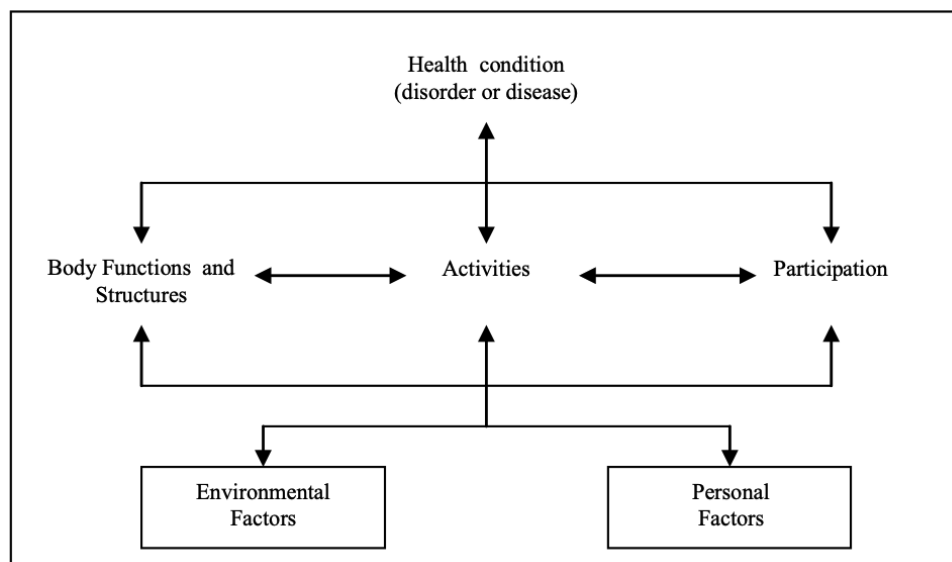 Health condition
(disorder or disease)
Body Functions and
Structures
Activities
Participation
Environmental
Factors
Personal
Factors